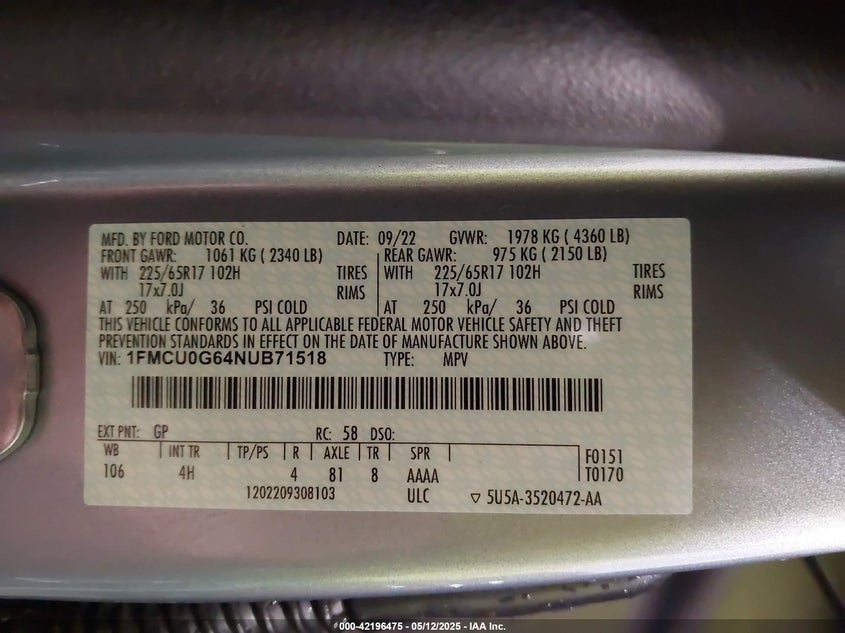 MFD. BY FORD MOTOR CO. DATE: 09/22 GVWR: 1978 KG ( 4360 LB)
FRONT GAWR: 1061 KG ( 2340 LB) REAR GAWR: 975 KG ( 2150 LB)
WITH 225/65R17 102H TIRES WITH 225/65R17 102H TIRES
17x7.0J RIMS 17x7.0J RIMS
AT 250 kPa/ 36 PSI COLD AT 250 kPa/ 36 PSI COLD
THIS VEHICLE CONFORMS TO ALL APPLICABLE FEDERAL MOTOR VEHICLE SAFETY AND THEFT
PREVENTION STANDARDS IN EFFECT ON THE DATE OF MANUFACTURE SHOWN ABOVE.
VIN: 1FMCU0G64NUB71518 TYPE: MPV
EXT PNT: GP RC: 58 DSO:
WB INT TR TP/PS R AXLE TR SPR F0151
106 4H 4 81 8 AAAA T0170
1202209308103 ULC ▽ 5U5A-3520472-AA
000-42196475 - 05/12/2025 - IAA Inc.